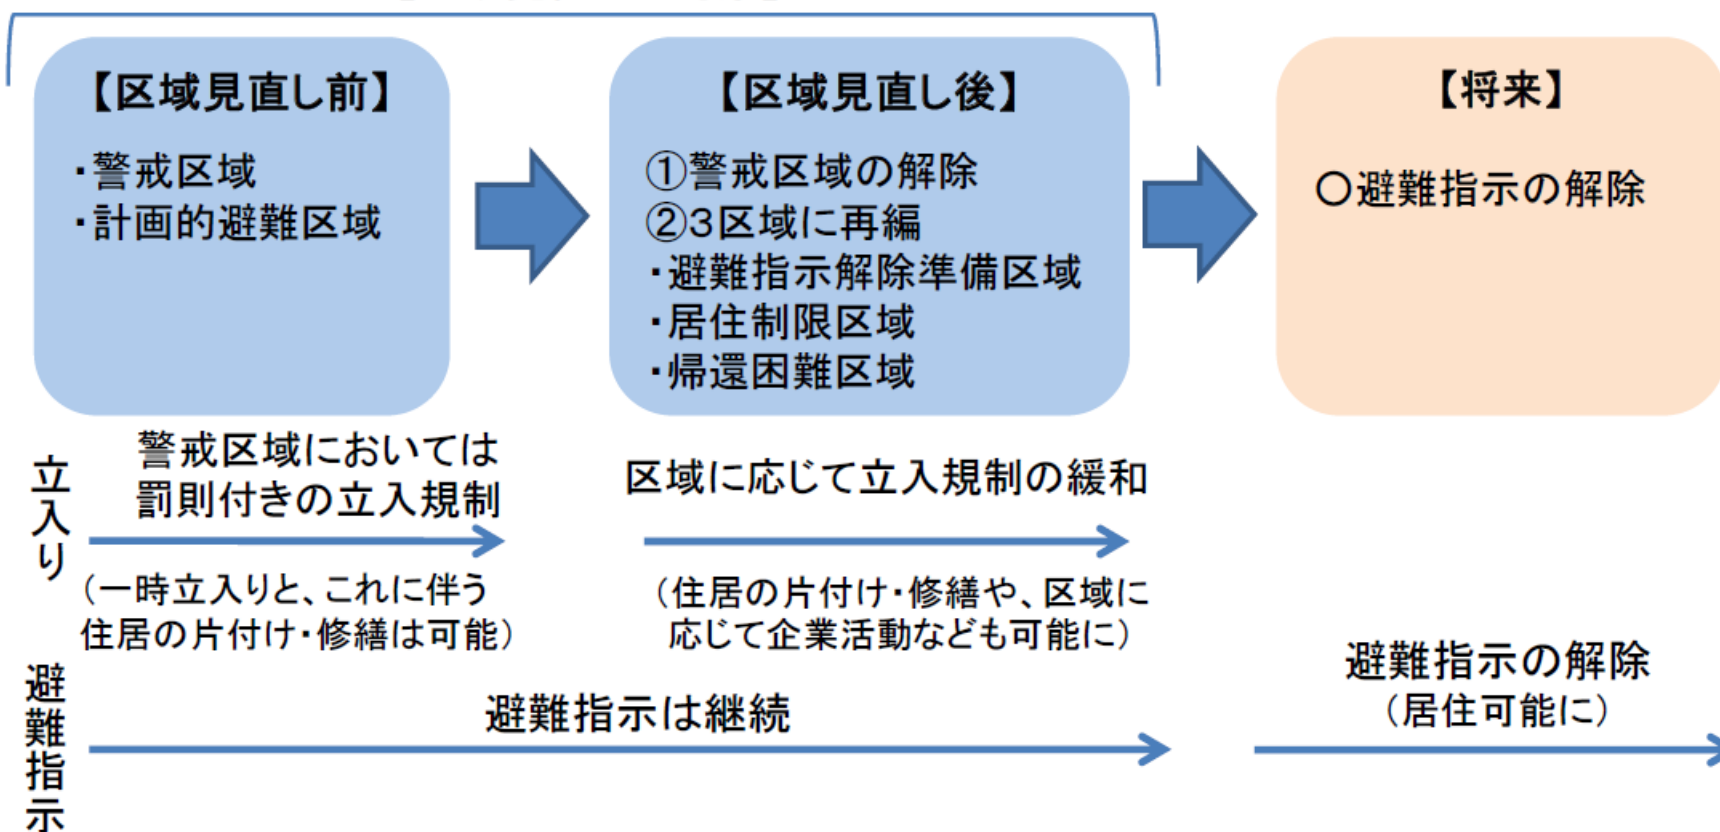 【区域見直し前】
・警戒区域
・計画的避難区域
【区域見直し後】
①警戒区域の解除
②3区域に再編
・避難指示解除準備区域
・居住制限区域
・帰還困難区域
【将来】
○避難指示の解除
立入り
警戒区域においては
罰則付きの立入規制
(一時立入りと、これに伴う
住居の片付け・修繕は可能)
区域に応じて立入規制の緩和
(住居の片付け・修繕や、区域に
応じて企業活動なども可能に)
避難指示
避難指示は継続
避難指示の解除
(居住可能に)